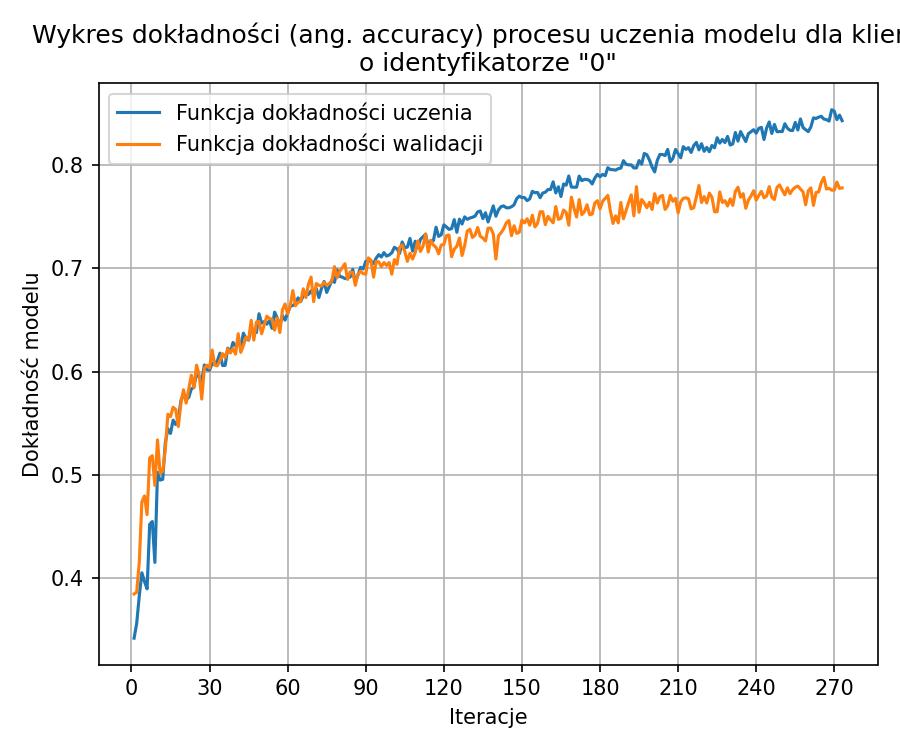 Wykres dokładności (ang. accuracy) procesu uczenia modelu dla
o identyfikatorze "0"
Funkcja dokładności uczenia
Funkcja dokładności walidacji
0.8
0.7
0.6
0.5
0.4
Dokładność modelu
0 30 60 90 120 150 180 210 240 270
Iteracje